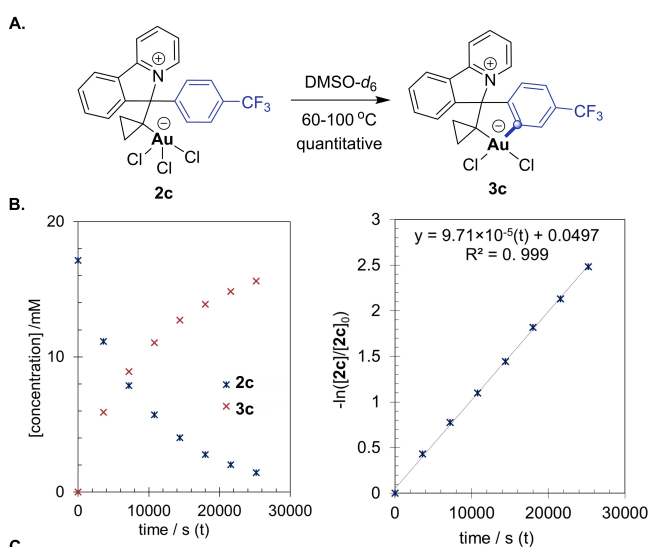 A.
N
⊕
CF₃
⊖
Au
Cl
Cl
Cl
2c
DMSO-d₆
60-100 °C
quantitative
N
⊕
CF₃
⊖
Au
Cl
Cl
3c
B.
[concentration] /mM
20
10
0
2c
3c
0 10000 20000 30000
time / s (t)
-ln([2c]/[2c]₀)
y = 9.71×10⁻⁵(t) + 0.0497
R² = 0. 999
3
2.5
2
1.5
1
0.5
0
0 10000 20000 30000
time / s (t)